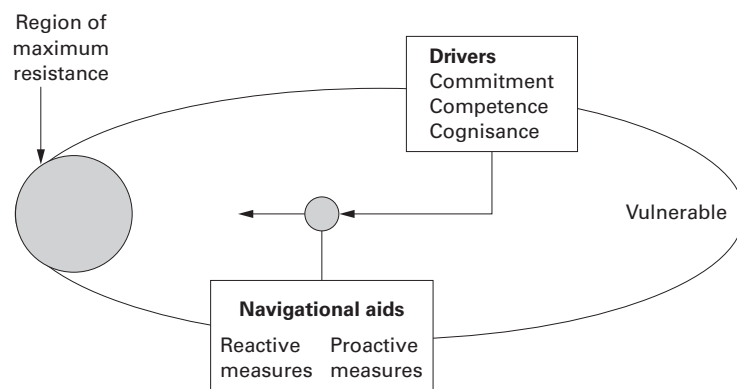 Region of
maximum
resistance
Drivers
Commitment
Competence
Cognisance
Vulnerable
Navigational aids
Reactive Proactive
measures measures